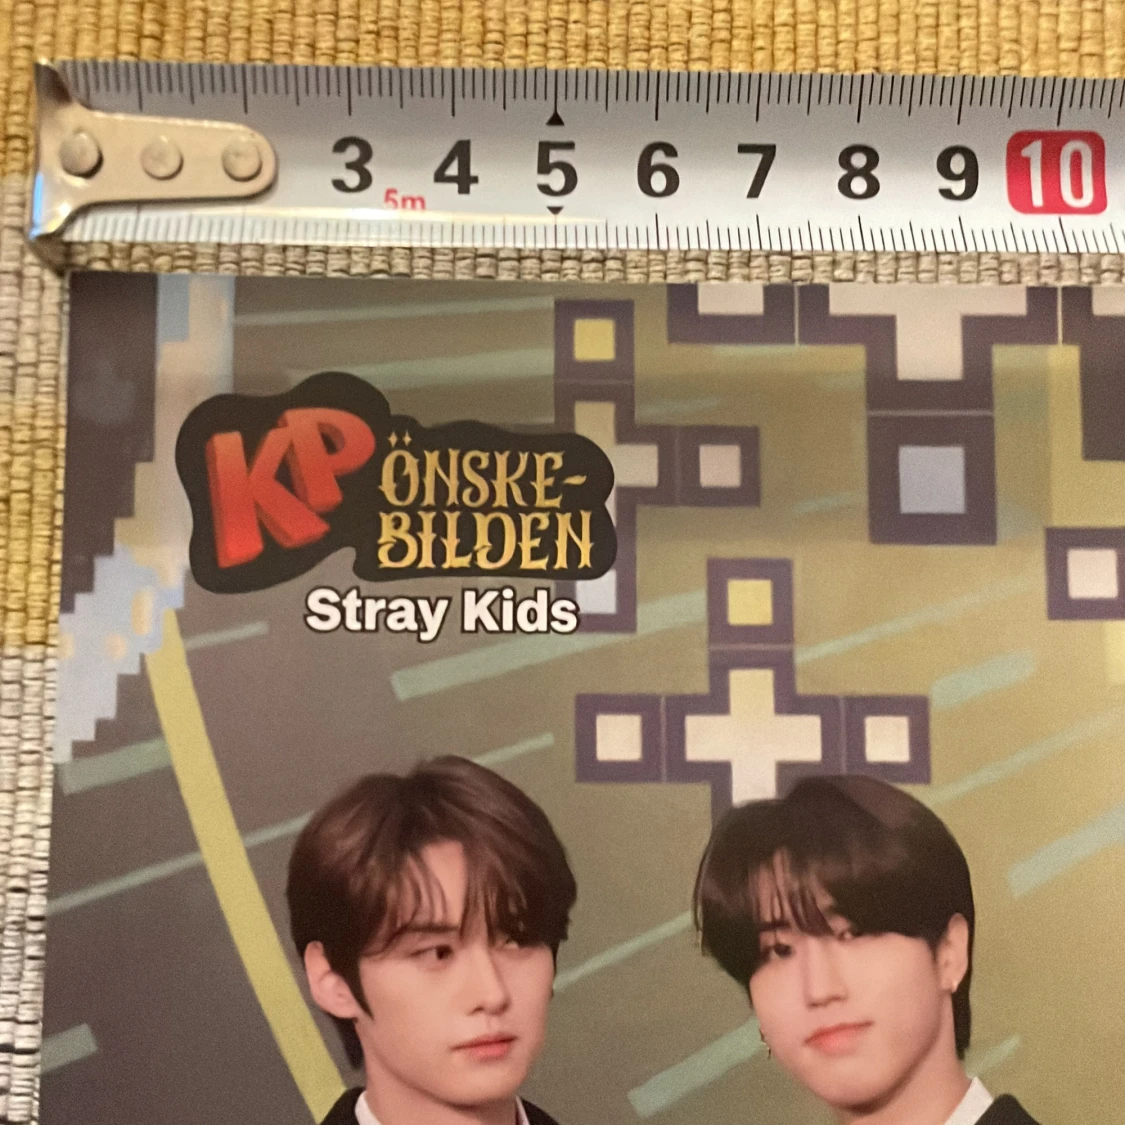 3 4 5 6 7 8 9 10
5m
KP ÖNSKE-
BILDEN
Stray Kids